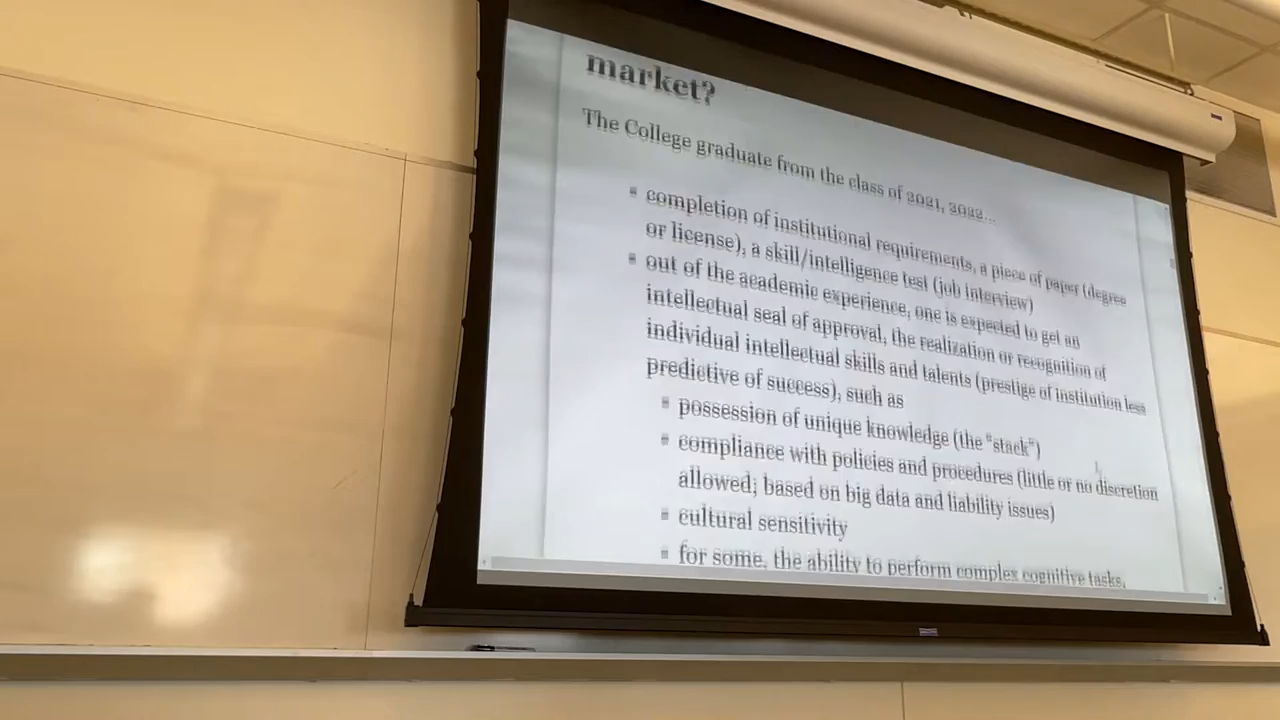 market?
The College graduate from the class of 2021, 2022...
▪ completion of institutional requirements, a piece of paper (degree
or license), a skill/intelligence test (job interview)
▪ out of the academic experience, one is expected to get an
intellectual seal of approval, the realization or recognition of
individual intellectual skills and talents (prestige of institution less
predictive of success), such as
▪ possession of unique knowledge (the "stack")
▪ compliance with policies and procedures (little or no discretion
allowed; based on big data and liability issues)
▪ cultural sensitivity
▪ for some, the ability to perform complex cognitive tasks,